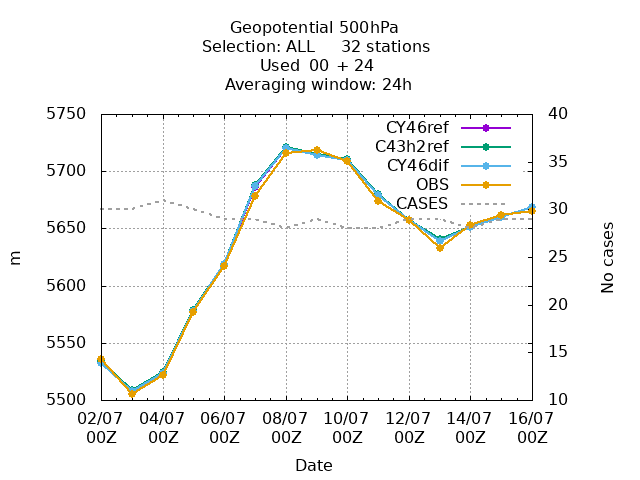 Geopotential 500hPa
Selection: ALL 32 stations
Used 00 + 24
Averaging window: 24h
5750 40
CY46ref
C43h2ref
5700 CY46dif 35
OBS
CASES
5650 30
m 25 No cases
5600 20
5550 15
5500 10
02/07 04/07 06/07 08/07 10/07 12/07 14/07 16/07
00Z 00Z 00Z 00Z 00Z 00Z 00Z 00Z
Date